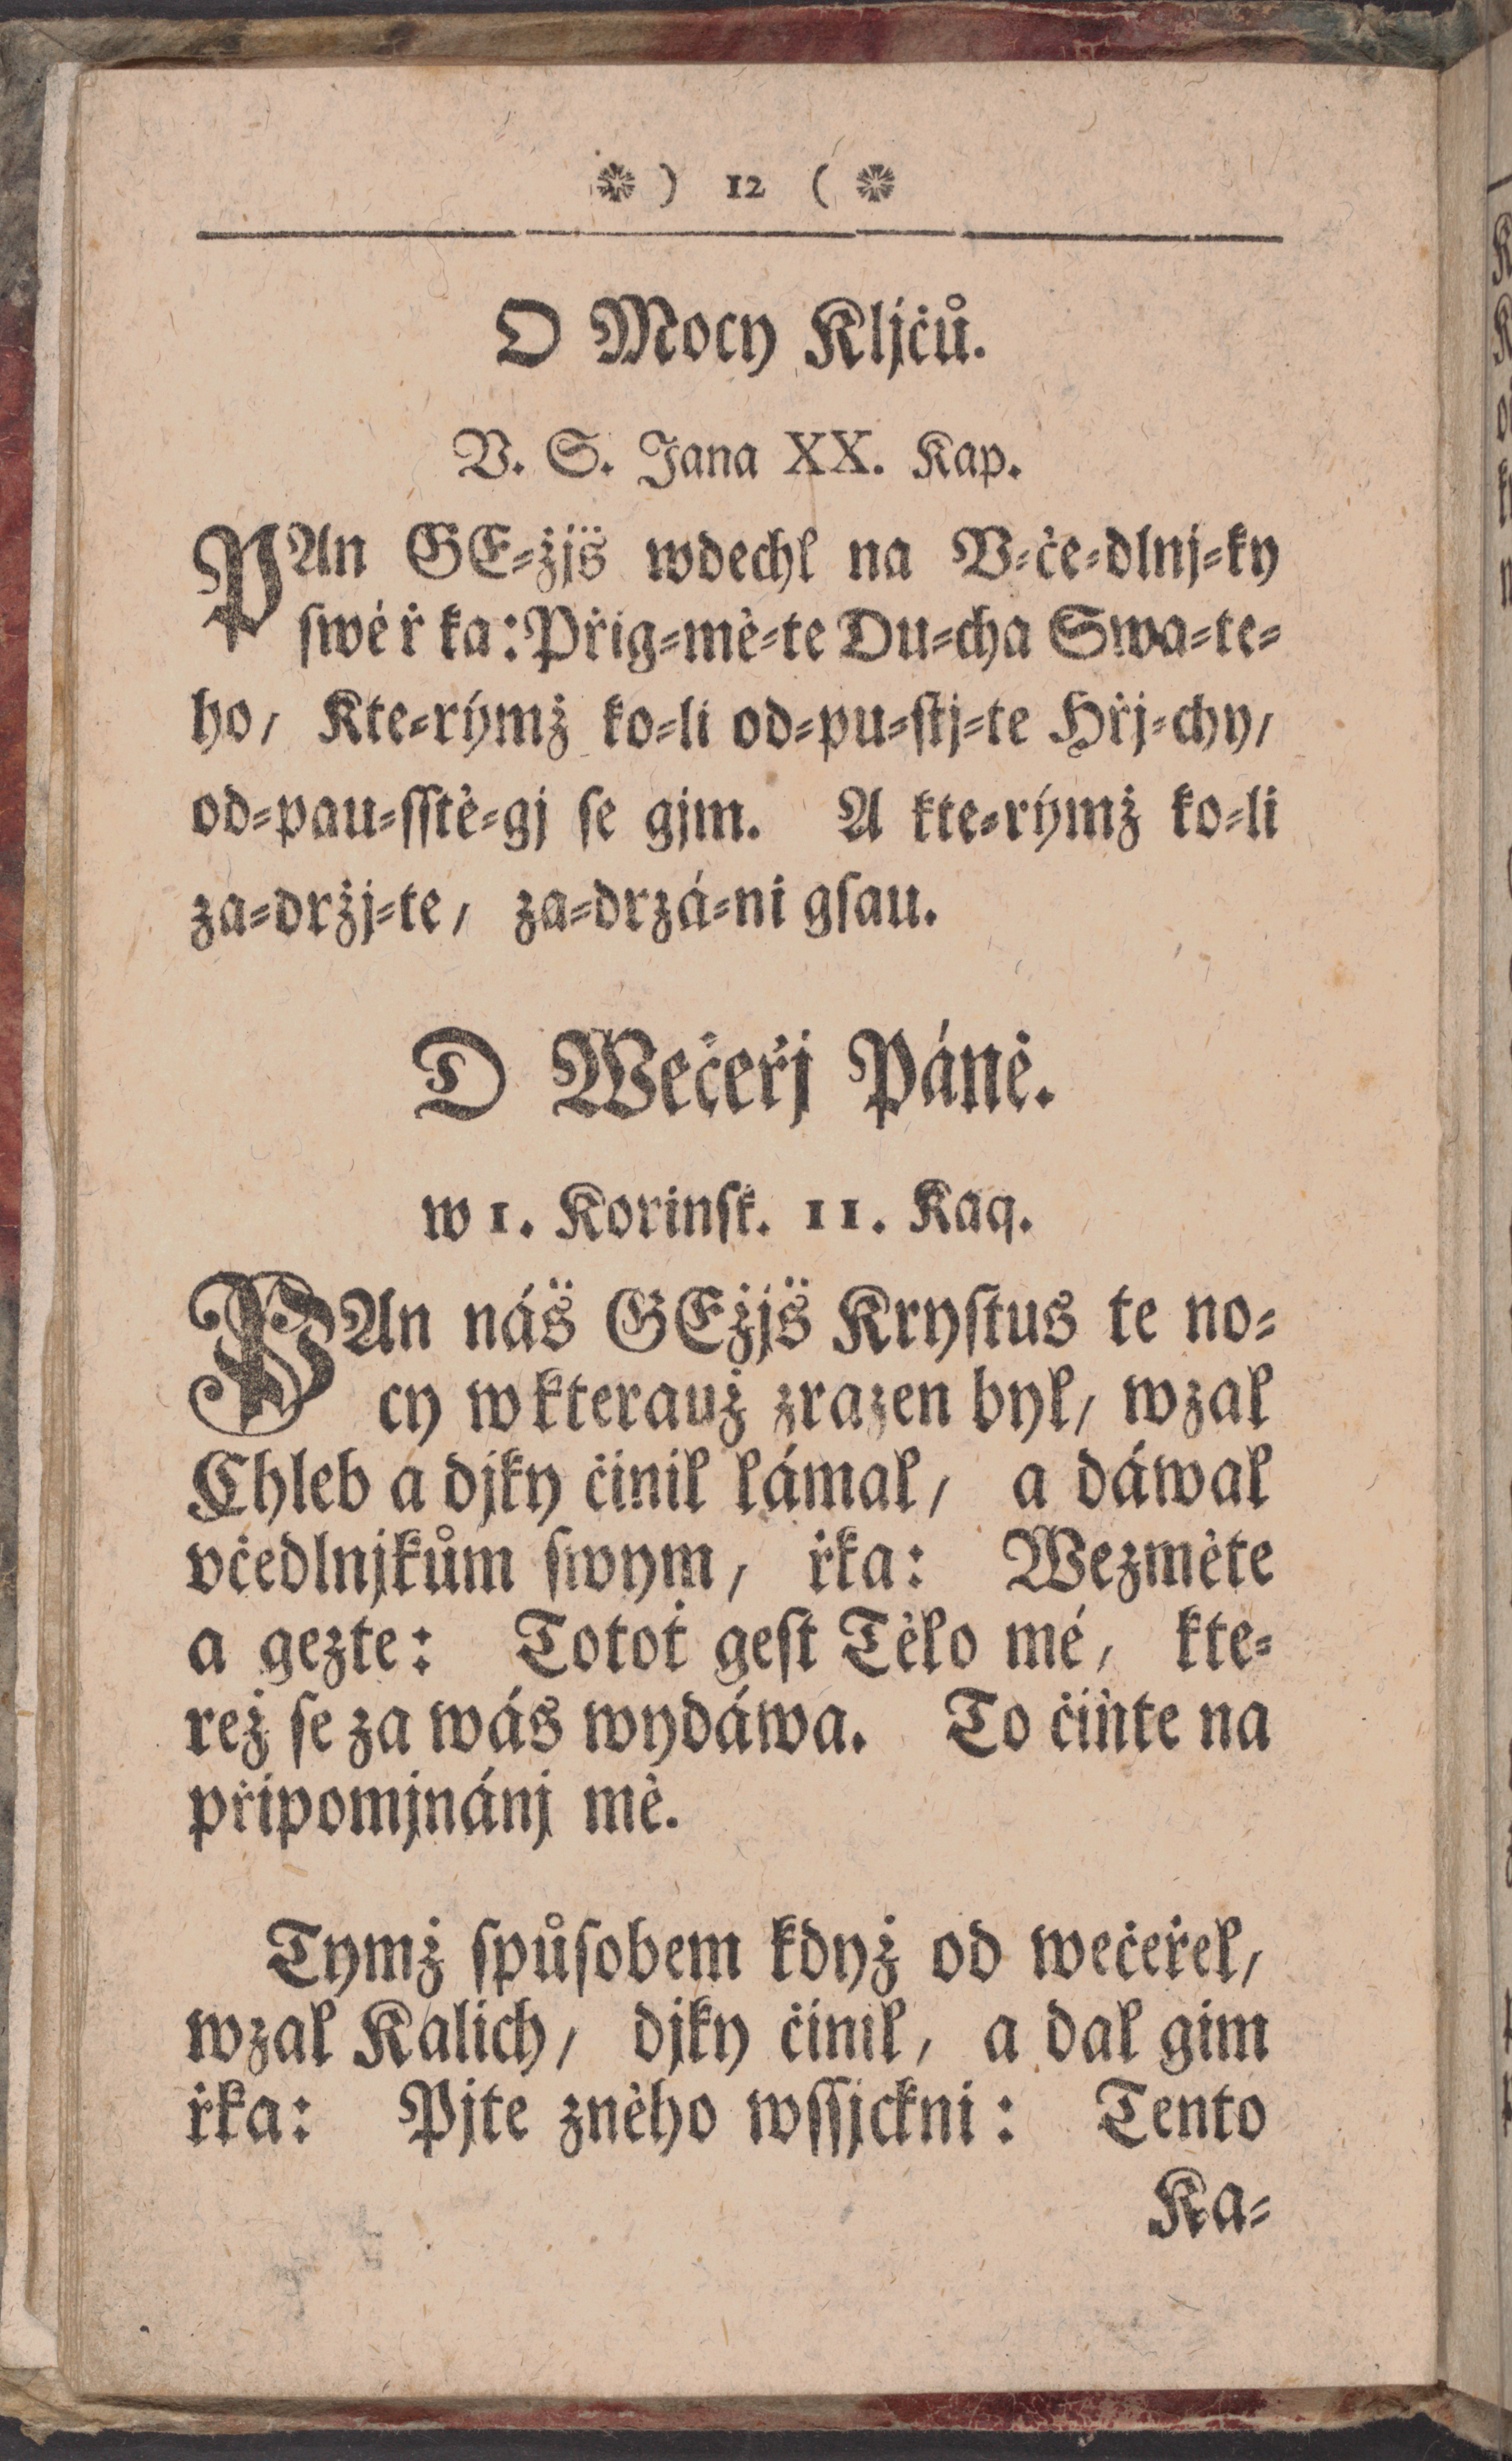 ❋ ) 12 ( ❋
O Mocy Kljčů.
V. S. Jana XX. Kap.
PAn GE-žjš wdechl na V-če-dlnj-ky
ſwé ř ka: Přig-mě-te Du-cha Swa-te-
ho, Kte-rýmž ko-li od-pu-ſtj-te Hřj-chy,
od-pau-ſſtě-gj ſe gjm. A kte-rýmž ko-li
za-držj-te, za-drzá-ni gſau.
O Wečeřj Páně.
w 1. Korinſk. 11. Kaq.
PAn náš GEžjš Kryſtus te no-
cy w kterauž zrazen byl, wzal
Chleb a djky činil lámal, a dáwal
včedlnjkům ſwym, řka: Wezměte
a gezte: Totoť geſt Tělo mé, kte-
rež ſe za wás wydáwa. To čiňte na
připomjnánj mě.
Tymž ſpůſobem když od wečeřel,
wzal Kalich, djky činil, a dal gim
řka: Pjte zněho wſſjckni: Tento
Ka-